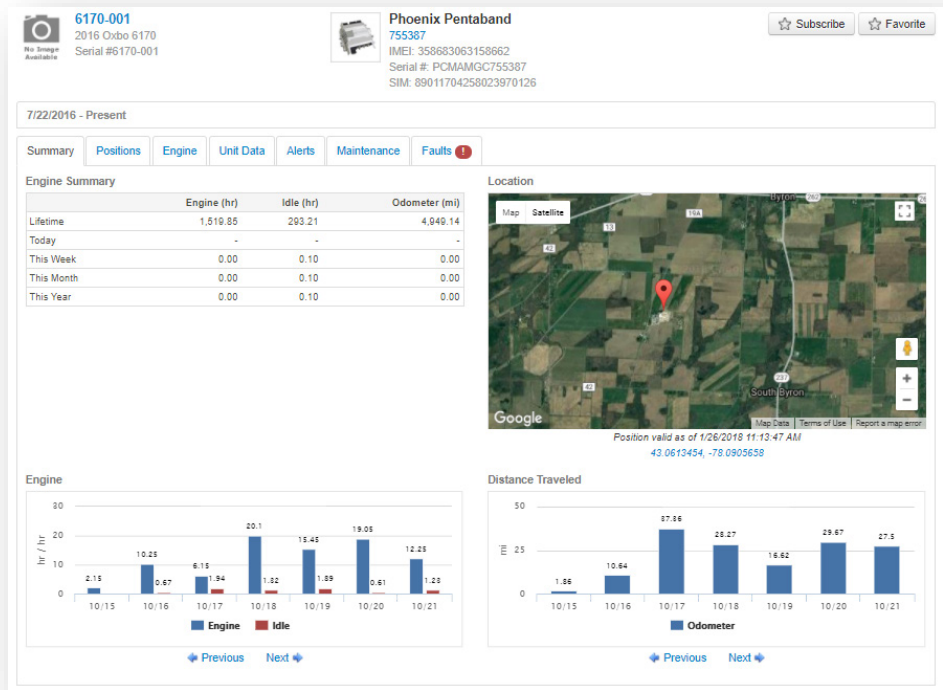 6170-001
2016 Oxbo 6170
Serial #6170-001
No Image
Available
Phoenix Pentaband
755387
IMEI: 358683063158662
Serial #: PCMAMGC755387
SIM: 89011704258023970126
Subscribe
Favorite
7/22/2016 - Present
Summary Positions Engine Unit Data Alerts Maintenance Faults !
Engine Summary
Engine (hr) Idle (hr) Odometer (mi)
Lifetime 1,519.85 293.21 4,949.14
Today - - -
This Week 0.00 0.10 0.00
This Month 0.00 0.10 0.00
This Year 0.00 0.10 0.00
Location
Map Satellite
Byron
262
19A
13
42
42
237
South Byron
+
−
Google
Map Data Terms of Use Report a map error
Position valid as of 1/26/2018 11:13:47 AM
43.0613454, -78.0905658
Engine
hr / hr
30
20
10
0
2.15 10.25 0.67 6.15 1.94 20.1 1.32 15.45 1.89 19.05 0.61 12.25 1.23
10/15 10/16 10/17 10/18 10/19 10/20 10/21
Engine Idle
Previous Next
Distance Traveled
mi
50
25
0
1.86 10.64 37.36 28.27 16.62 29.67 27.5
10/15 10/16 10/17 10/18 10/19 10/20 10/21
Odometer
Previous Next